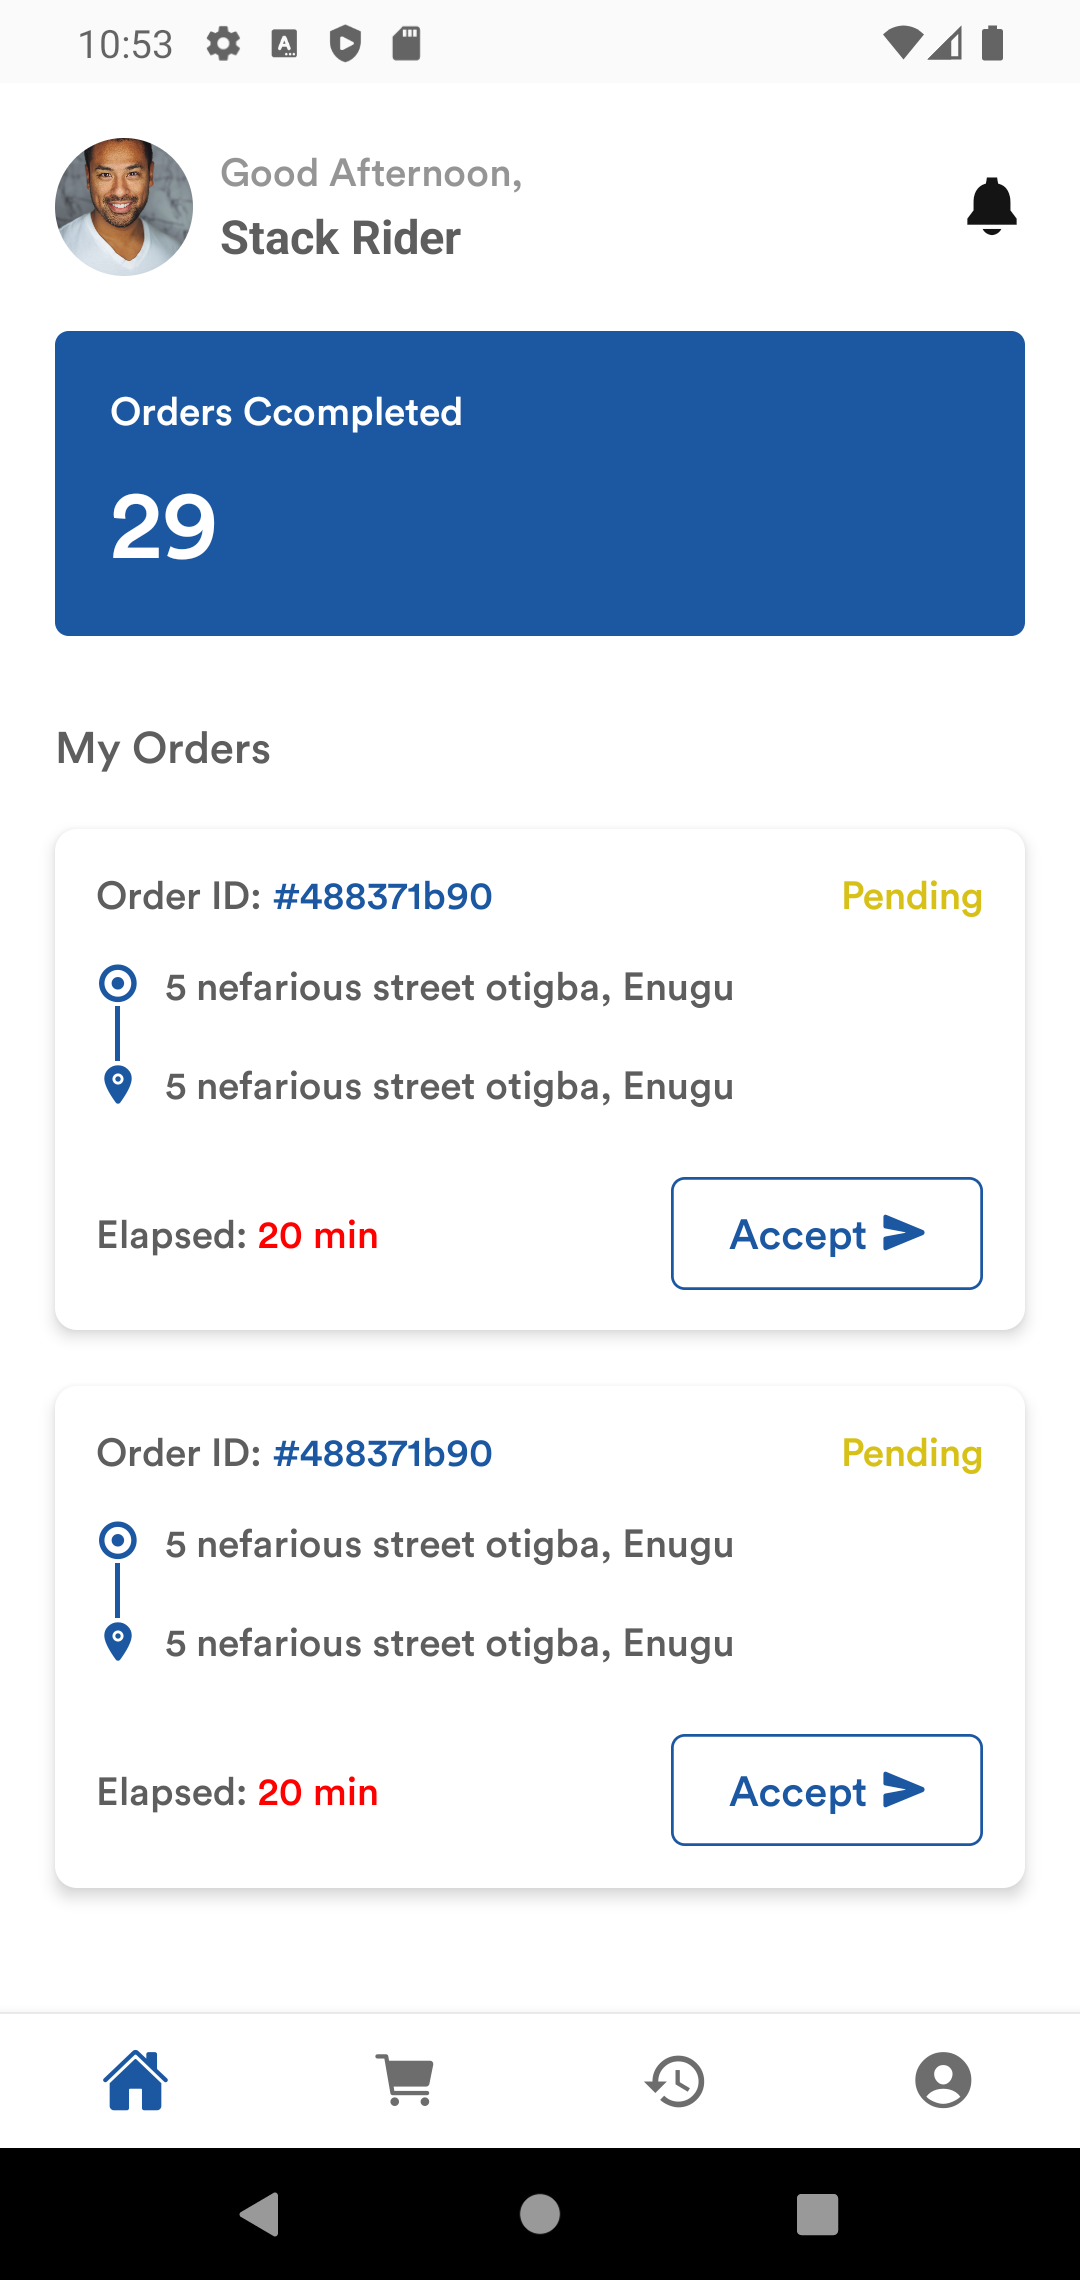 10:53
Good Afternoon,
Stack Rider
Orders Ccompleted
29
My Orders
Order ID: #488371b90 Pending
5 nefarious street otigba, Enugu
5 nefarious street otigba, Enugu
Elapsed: 20 min Accept
Order ID: #488371b90 Pending
5 nefarious street otigba, Enugu
5 nefarious street otigba, Enugu
Elapsed: 20 min Accept